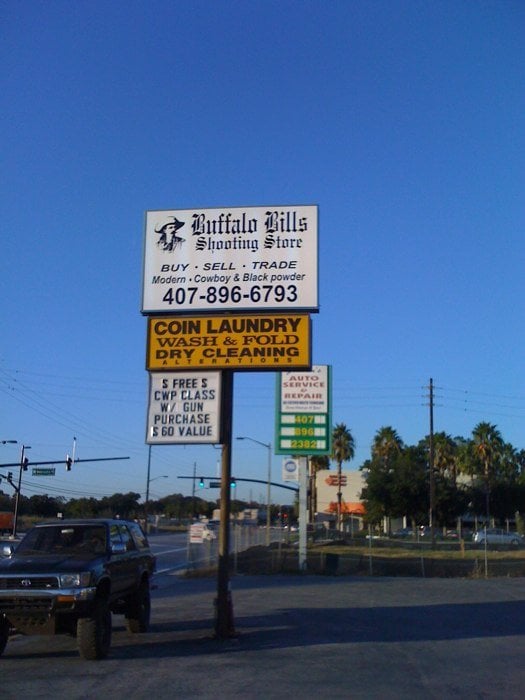 Buffalo Bills
Shooting Store
BUY · SELL · TRADE
Modern · Cowboy & Black powder
407-896-6793
COIN LAUNDRY
WASH & FOLD
DRY CLEANING
ALTERATIONS
$ FREE $
CWP CLASS
W/ GUN
PURCHASE
$ 60 VALUE
AUTO
SERVICE &
REPAIR
407
896
2382